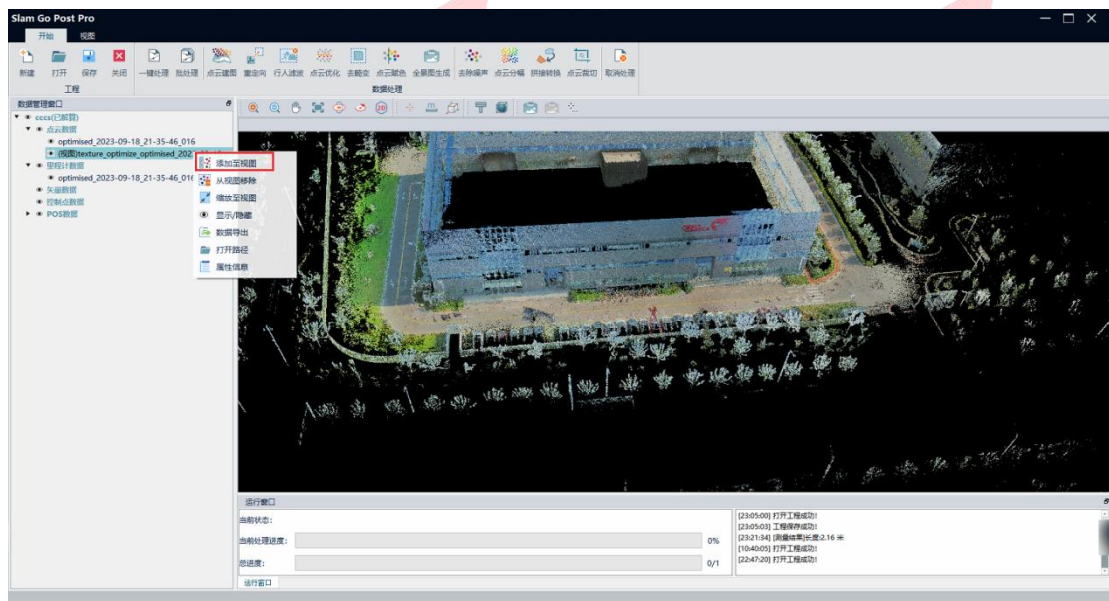 Slam Go Post Pro
开始 视图
新建 打开 保存 关闭 一键处理 批处理 点云建图 重定向 行人滤波 点云优化 去畸变 点云赋色 全景图生成 去除噪声 点云分幅 拼接转换 点云裁切 取消处理
工程 数据处理
数据管理窗口
cccs(已解算)
点云数据
optimised_2023-09-18_21-35-46_016
(视图)texture_optimize_optimised_202
里程计数据
optimised_2023-09-18_21-35-46_016
矢量数据
控制点数据
POS数据
添加至视图
从视图移除
缩放至视图
显示/隐藏
数据导出
打开路径
属性信息
2D
运行窗口
当前状态:
当前处理进度: 0%
总进度: 0/1
[23:05:00] 打开工程成功!
[23:05:03] 工程保存成功!
[23:21:34] [测量结果]长度:2.16 米
[10:40:05] 打开工程成功!
[22:47:20] 打开工程成功!
运行窗口